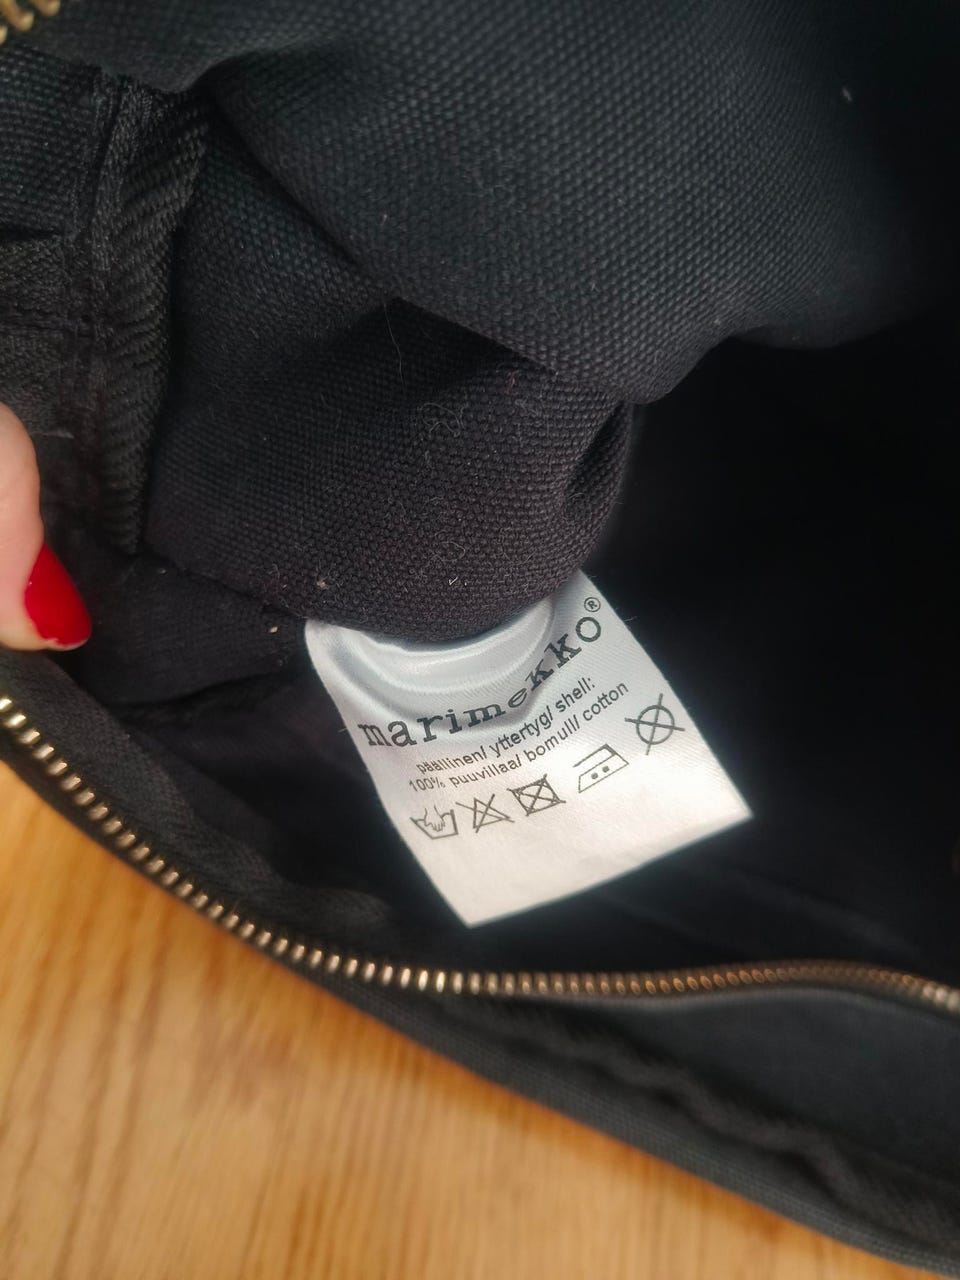 marimekko®
päällinen/ yttertyg/ shell:
100% puuvillaa/ bomull/ cotton